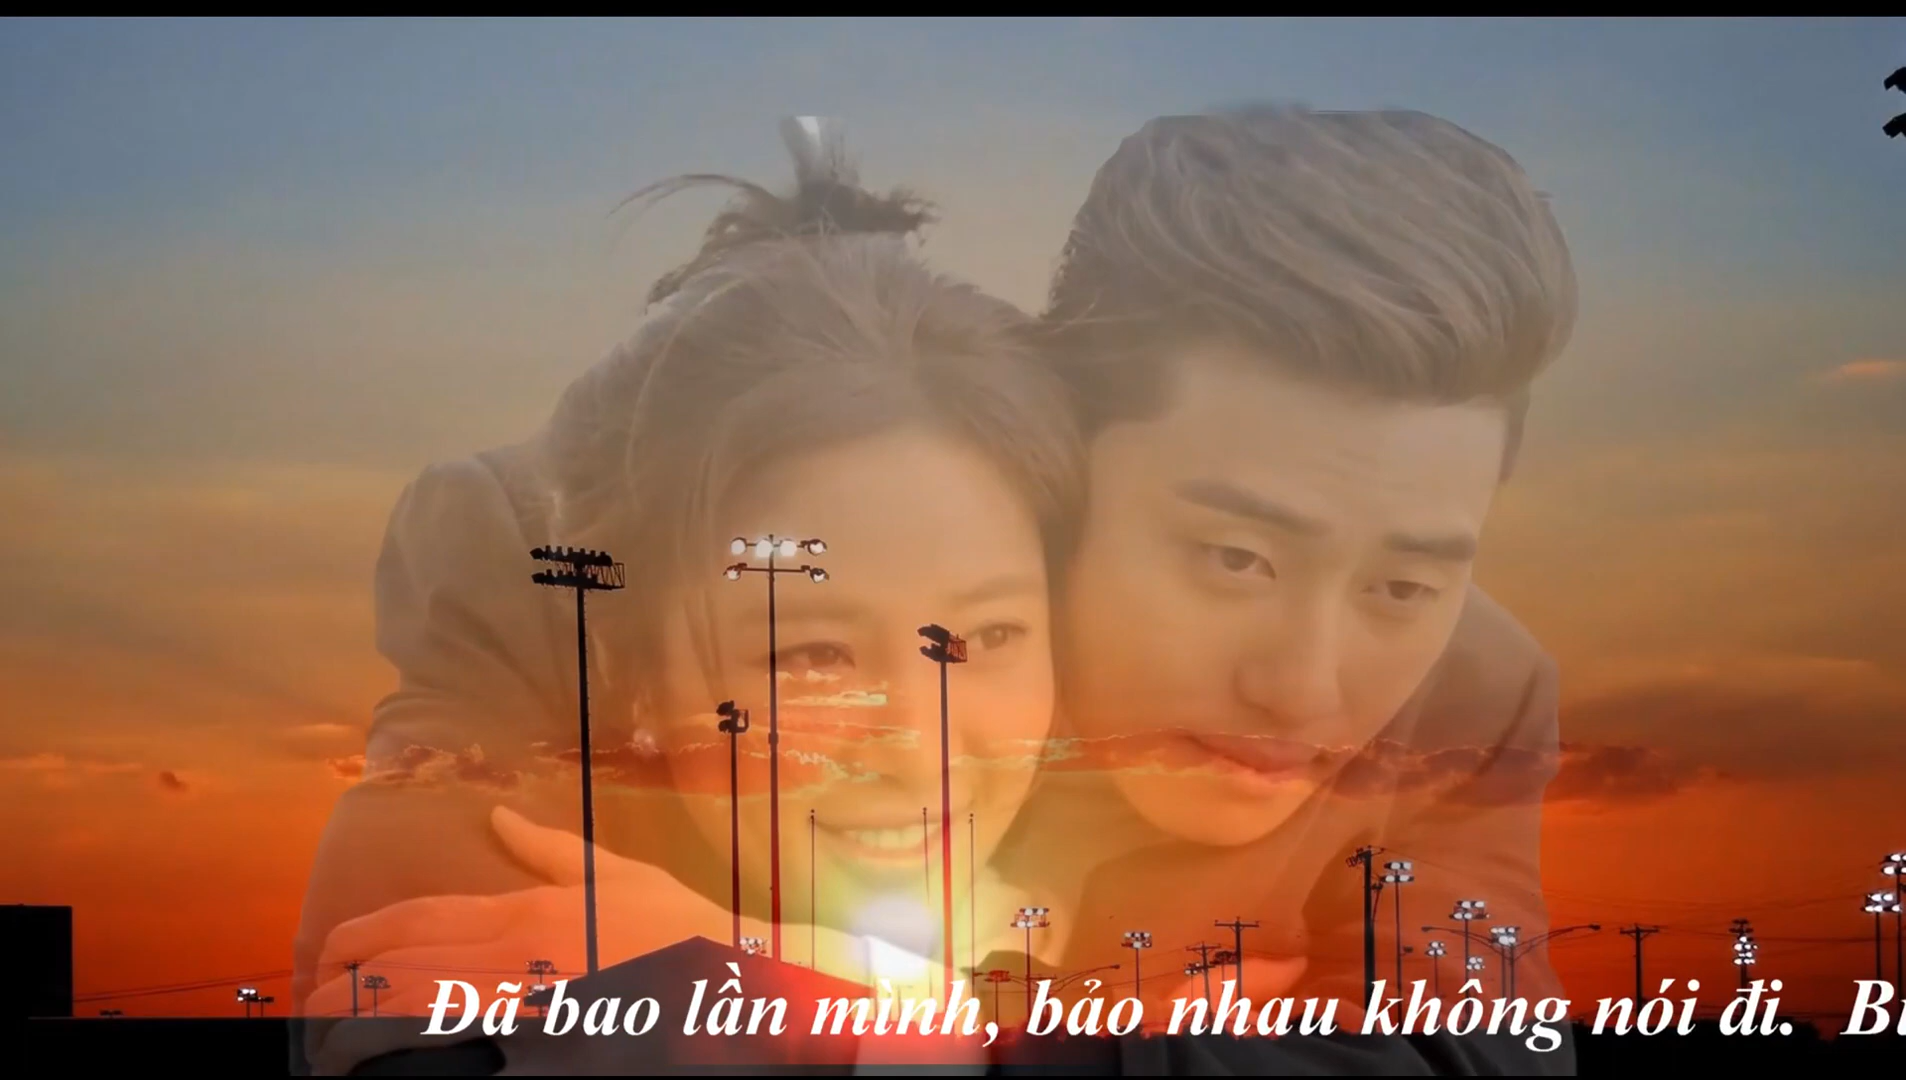 Đã bao lần mình, bảo nhau không nói đi.